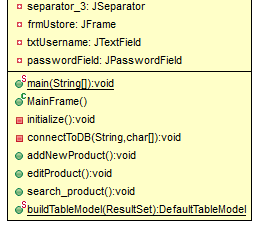 separator_3: JSeparator
frmUstore: JFrame
txtUsername: JTextField
passwordField: JPasswordField
S main(String[]):void
C MainFrame()
initialize():void
connectToDB(String,char[]):void
addNewProduct():void
editProduct():void
search_product():void
S buildTableModel(ResultSet):DefaultTableModel